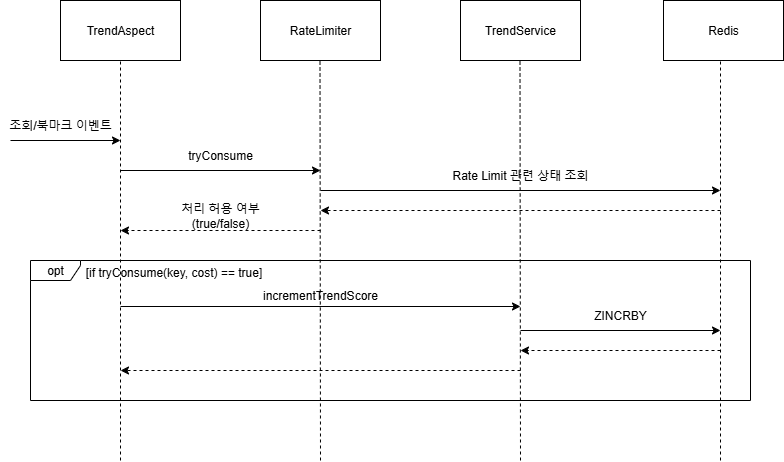 TrendAspect
RateLimiter
TrendService
Redis
조회/북마크 이벤트
tryConsume
Rate Limit 관련 상태 조회
처리 허용 여부
(true/false)
opt
[if tryConsume(key, cost) == true]
incrementTrendScore
ZINCRBY